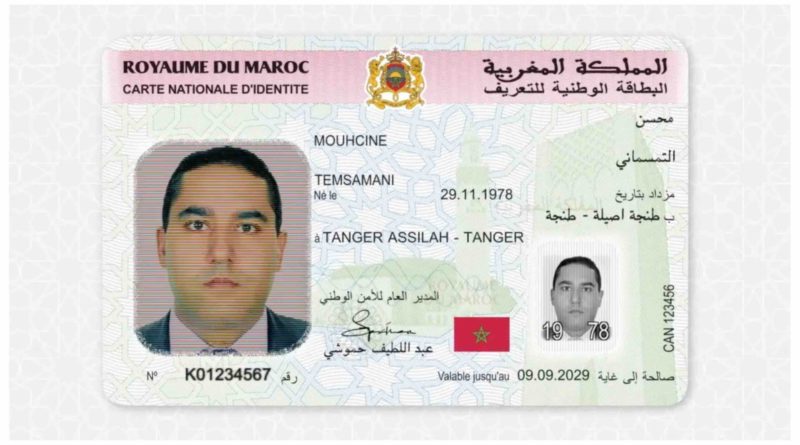 ROYAUME DU MAROC
المملكة المغربية
CARTE NATIONALE D'IDENTITE
البطاقة الوطنية للتعريف
محسن
MOUHCINE
التمسماني
TEMSAMANI
Né le 29.11.1978 مزداد بتاريخ
ب طنجة اصيلة - طنجة
à TANGER ASSILAH - TANGER
المدير العام للأمن الوطني
عبد اللطيف حموشي
19 78
CAN 123456
N° K01234567 رقم
Valable jusqu'au 09.09.2029 صالحة إلى غاية